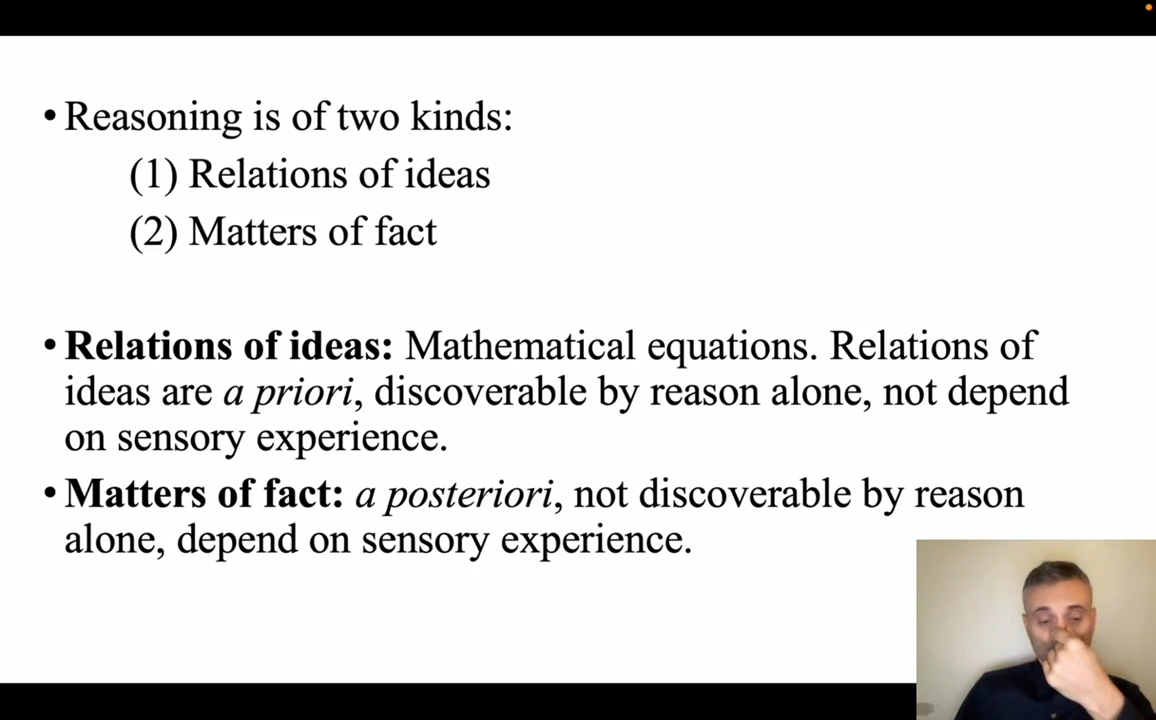 • Reasoning is of two kinds:
(1) Relations of ideas
(2) Matters of fact
• Relations of ideas: Mathematical equations. Relations of
ideas are a priori, discoverable by reason alone, not depend
on sensory experience.
• Matters of fact: a posteriori, not discoverable by reason
alone, depend on sensory experience.